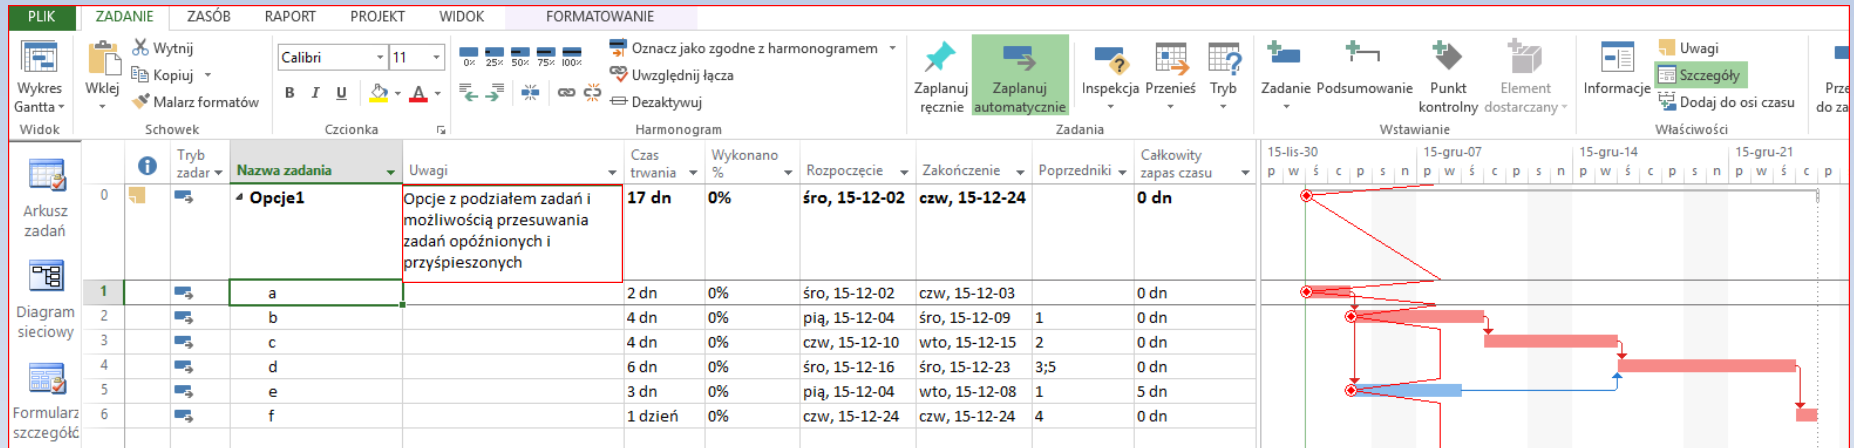 PLIK ZADANIE ZASÓB RAPORT PROJEKT WIDOK FORMATOWANIE
Wykres Gantta
Widok
Wklej
Wytnij
Kopiuj
Malarz formatów
Schowek
Calibri 11
B I U A
Czcionka
0% 25% 50% 75% 100%
Oznacz jako zgodne z harmonogramem
Uwzględnij łącza
Dezaktywuj
Harmonogram
Zaplanuj ręcznie
Zaplanuj automatycznie
Inspekcja Przenieś Tryb
Zadania
Zadanie Podsumowanie
Punkt kontrolny
Element dostarczany
Wstawianie
Informacje
Uwagi
Szczegóły
Dodaj do osi czasu
Właściwości
Prze
do za
Arkusz zadań
Diagram sieciowy
Formularz
szczegółć
Tryb zadar
Nazwa zadania
Uwagi
Czas trwania
Wykonano %
Rozpoczęcie
Zakończenie
Poprzedniki
Całkowity zapas czasu
15-lis-30 15-gru-07 15-gru-14 15-gru-21
p w ś c p s n p w ś c p s n p w ś c p s n p w ś c p
0 Opcje1 17 dn 0% śro, 15-12-02 czw, 15-12-24 0 dn
Opcje z podziałem zadań i
możliwością przesuwania
zadań opóźnionych i
przyśpieszonych
1 a 2 dn 0% śro, 15-12-02 czw, 15-12-03 0 dn
2 b 4 dn 0% pią, 15-12-04 śro, 15-12-09 1 0 dn
3 c 4 dn 0% czw, 15-12-10 wto, 15-12-15 2 0 dn
4 d 6 dn 0% śro, 15-12-16 śro, 15-12-23 3;5 0 dn
5 e 3 dn 0% pią, 15-12-04 wto, 15-12-08 1 5 dn
6 f 1 dzień 0% czw, 15-12-24 czw, 15-12-24 4 0 dn